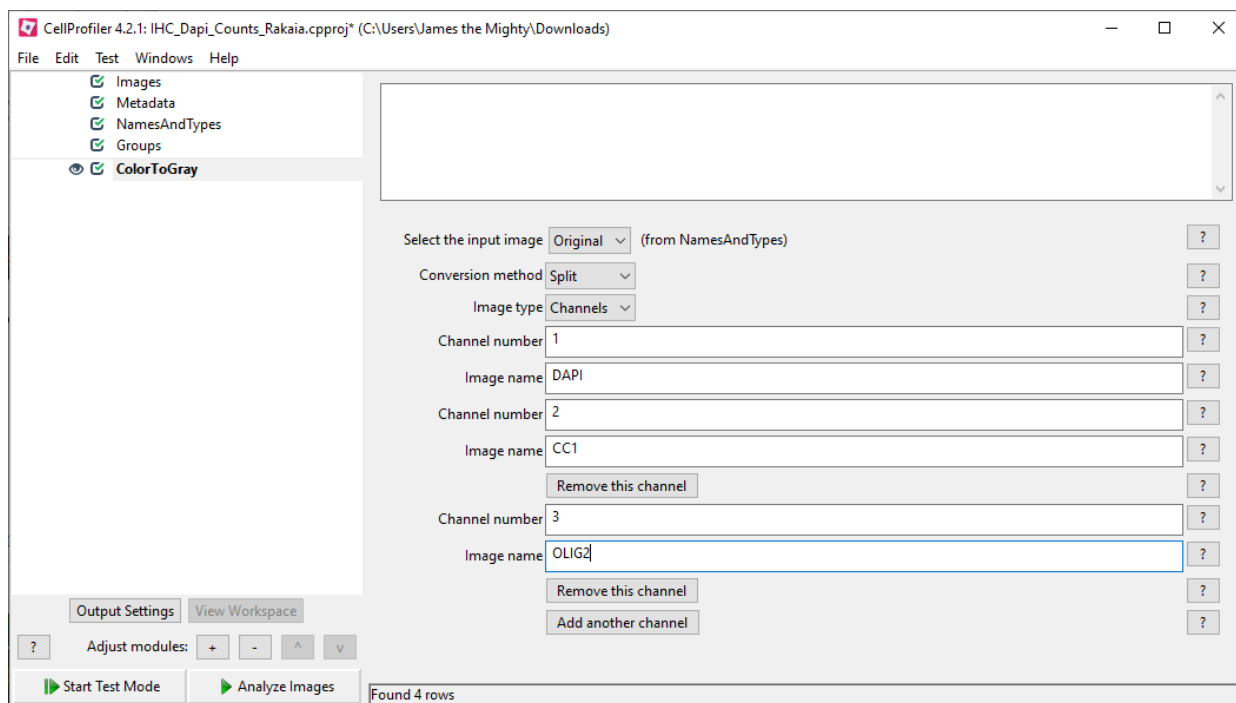 CellProfiler 4.2.1: IHC_Dapi_Counts_Rakaia.cpproj* (C:\Users\James the Mighty\Downloads)
File Edit Test Windows Help
Images
Metadata
NamesAndTypes
Groups
ColorToGray
Select the input image Original (from NamesAndTypes) ?
Conversion method Split ?
Image type Channels ?
Channel number 1 ?
Image name DAPI ?
Channel number 2 ?
Image name CC1 ?
Remove this channel ?
Channel number 3 ?
Image name OLIG2 ?
Remove this channel ?
Add another channel ?
Output Settings View Workspace
? Adjust modules: + - ^ v
Start Test Mode Analyze Images
Found 4 rows